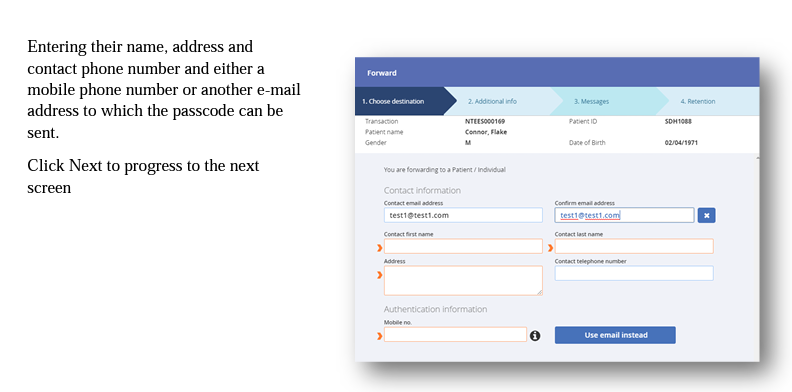 Entering their name, address and
contact phone number and either a
mobile phone number or another e-mail
address to which the passcode can be
sent.
Click Next to progress to the next
screen
Forward
1. Choose destination 2. Additional info 3. Messages 4. Retention
Transaction NTEES000169 Patient ID SDH1088
Patient name Connor, Flake
Gender M Date of Birth 02/04/1971
You are forwarding to a Patient / Individual
Contact information
Contact email address Confirm email address
test1@test1.com test1@test1.com
Contact first name Contact last name
Address Contact telephone number
Authentication information
Mobile no.
Use email instead